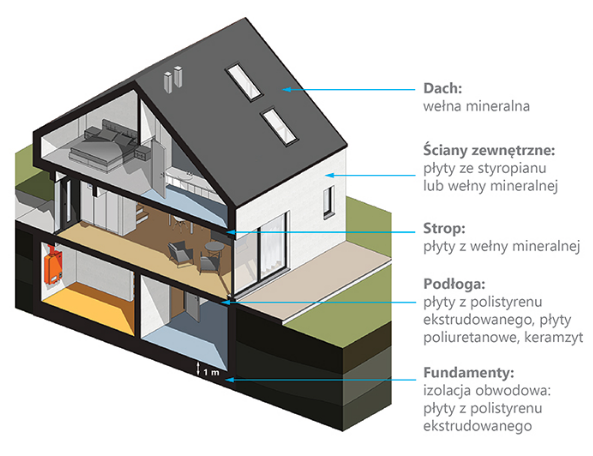 Dach:
wełna mineralna
Ściany zewnętrzne:
płyty ze styropianu
lub wełny mineralnej
Strop:
płyty z wełny mineralnej
Podłoga:
płyty z polistyrenu
ekstrudowanego, płyty
poliuretanowe, keramzyt
1 m
Fundamenty:
izolacja obwodowa:
płyty z polistyrenu
ekstrudowanego